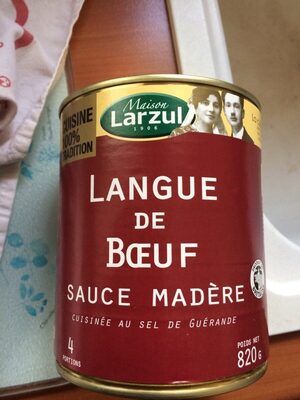 CUISINE
100%
TRADITION
Maison
Larzul
1906
LANGUE
DE
BŒUF
SAUCE MADÈRE
CUISINÉE AU SEL DE GUÉRANDE
4
PORTIONS
POIDS NET
820G